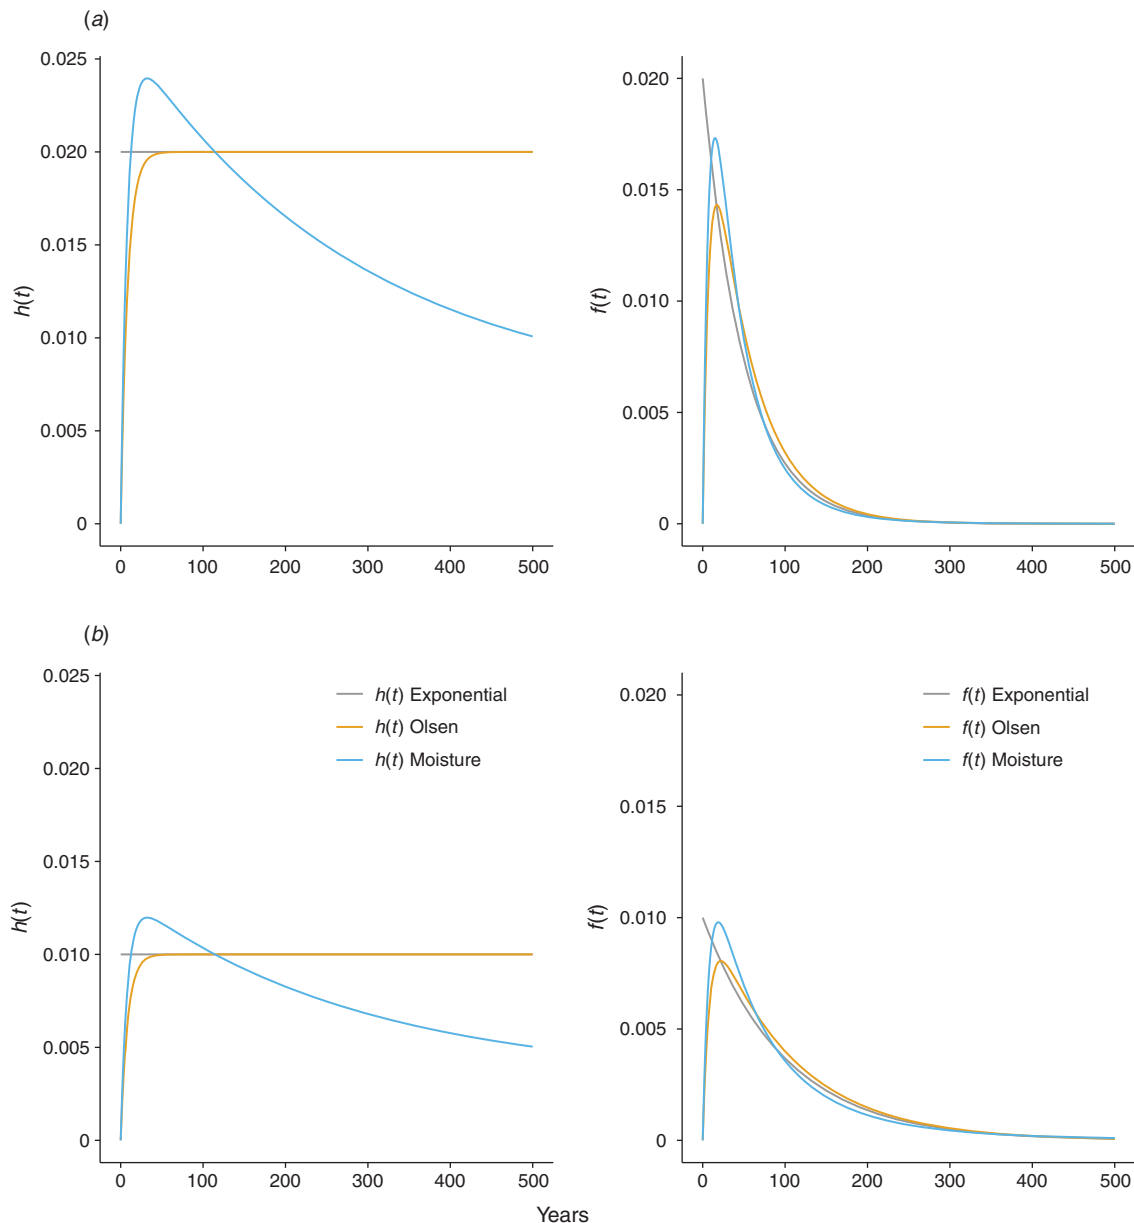 (a)
0.025
0.020
0.015
0.010
0.005
0
h(t)
0 100 200 300 400 500
0.020
0.015
0.010
0.005
0
f(t)
0 100 200 300 400 500
(b)
0.025
0.020
0.015
0.010
0.005
0
h(t)
h(t) Exponential
h(t) Olsen
h(t) Moisture
0 100 200 300 400 500
0.020
0.015
0.010
0.005
0
f(t)
f(t) Exponential
f(t) Olsen
f(t) Moisture
0 100 200 300 400 500
Years